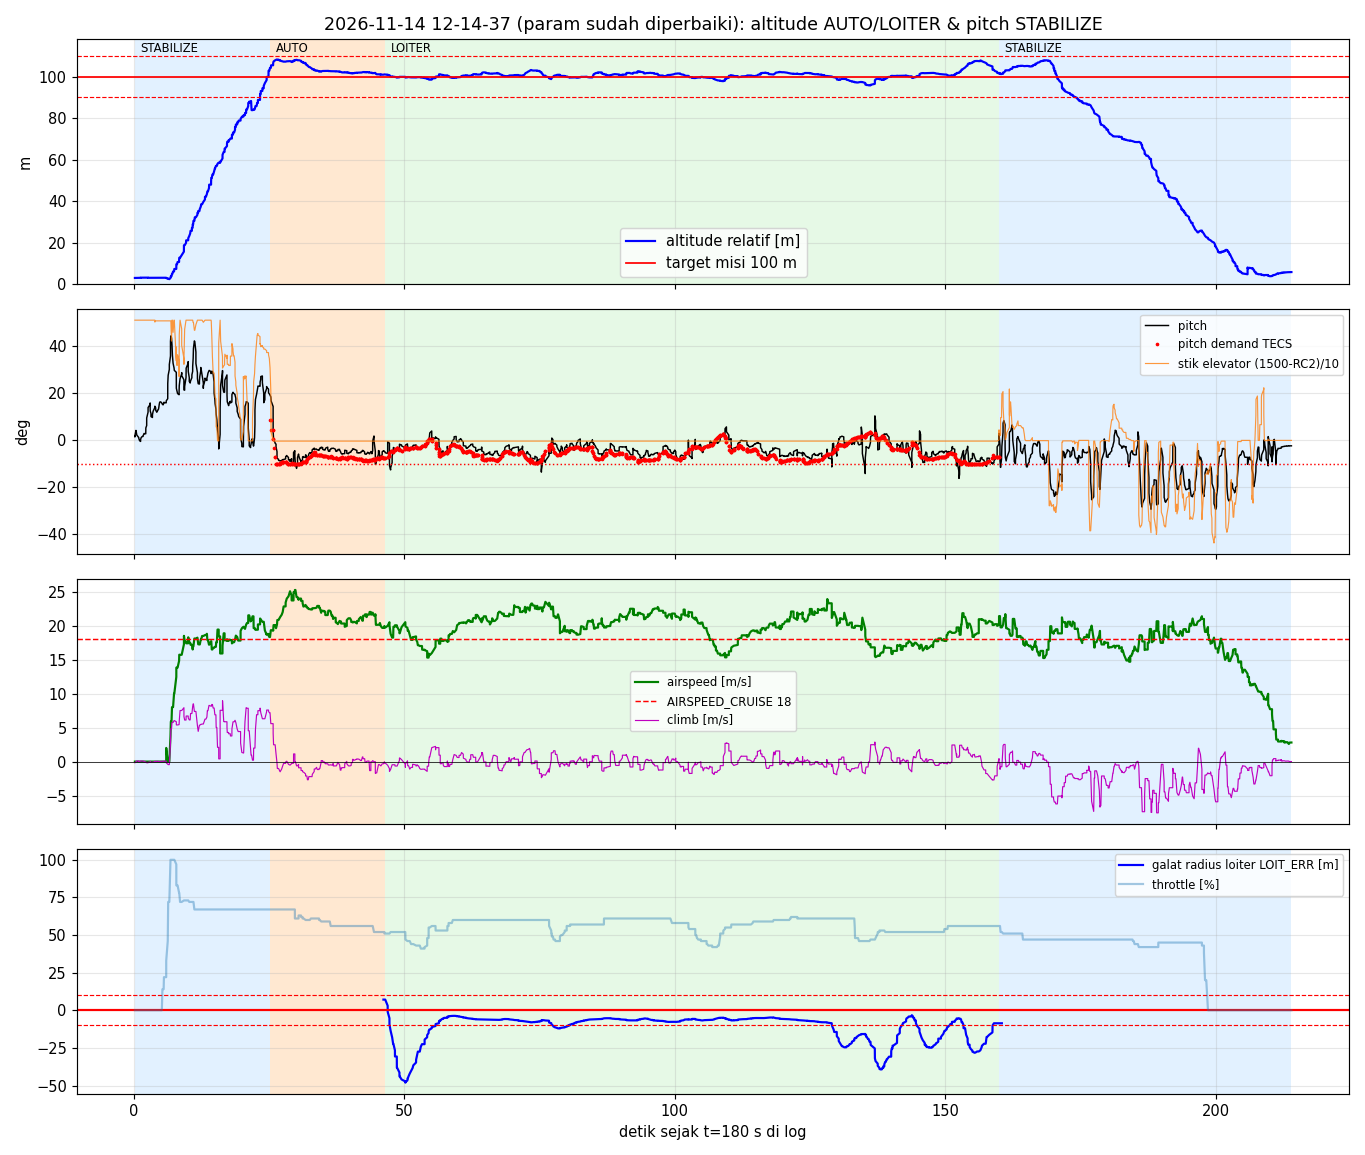 2026-11-14 12-14-37 (param sudah diperbaiki): altitude AUTO/LOITER & pitch STABILIZE
STABILIZE
AUTO
LOITER
STABILIZE
100
80
60
40
20
0
m
altitude relatif [m]
target misi 100 m
40
20
0
−20
−40
deg
pitch
pitch demand TECS
stik elevator (1500-RC2)/10
25
20
15
10
5
0
−5
airspeed [m/s]
AIRSPEED_CRUISE 18
climb [m/s]
100
75
50
25
0
−25
−50
galat radius loiter LOIT_ERR [m]
throttle [%]
0
50
100
150
200
detik sejak t=180 s di log